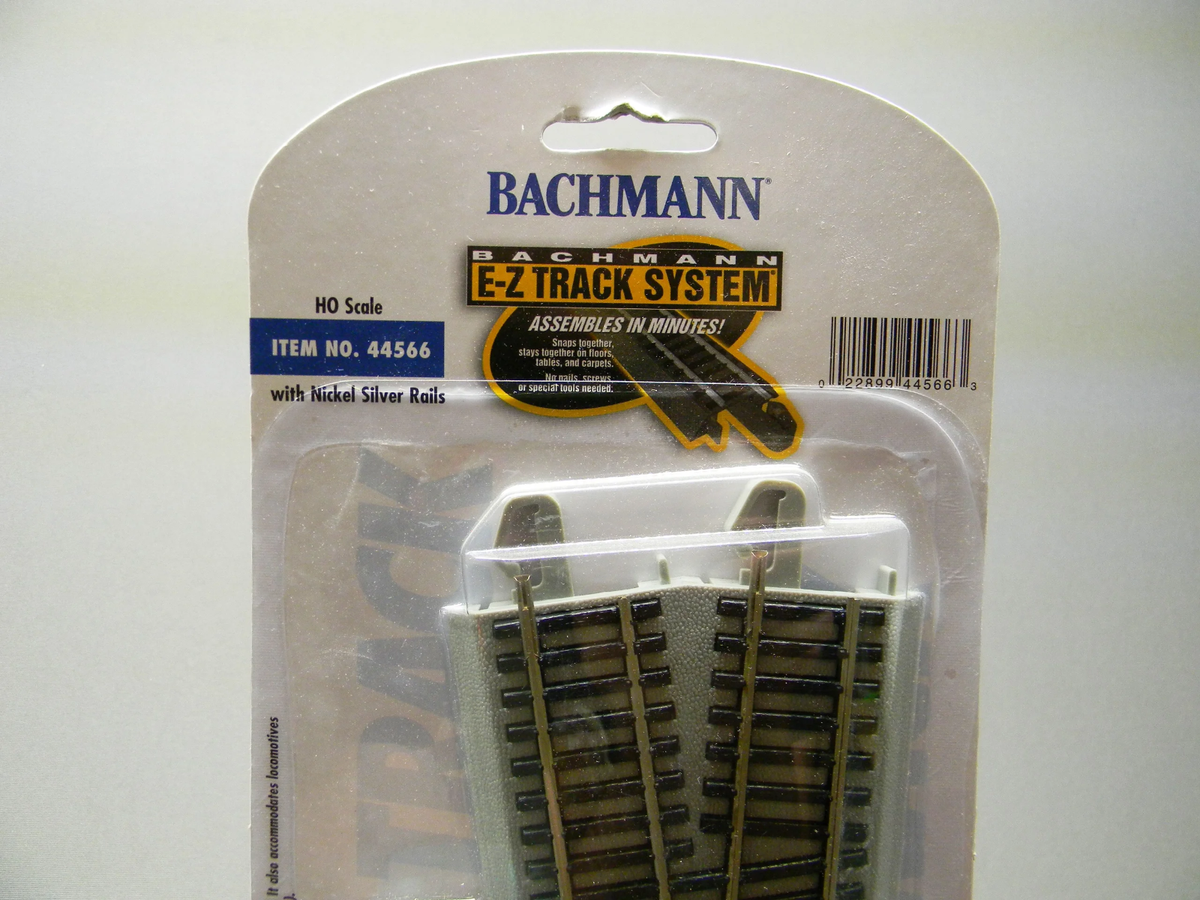 BACHMANN®
BACHMANN
E-Z TRACK SYSTEM®
ASSEMBLES IN MINUTES!
Snaps together,
stays together on floors,
tables, and carpets.
No nails, screws,
or special tools needed.
HO Scale
ITEM NO. 44566
with Nickel Silver Rails
0 22899 44566 3
TRACK
It also accommodates locomotives
).